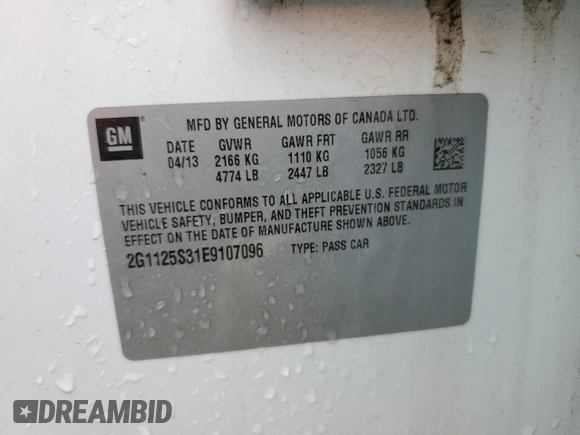 GM
MFD BY GENERAL MOTORS OF CANADA LTD.
DATE GVWR GAWR FRT GAWR RR
04/13 2166 KG 1110 KG 1056 KG
4774 LB 2447 LB 2327 LB
THIS VEHICLE CONFORMS TO ALL APPLICABLE U.S. FEDERAL MOTOR
VEHICLE SAFETY, BUMPER, AND THEFT PREVENTION STANDARDS IN
EFFECT ON THE DATE OF MANUFACTURE SHOWN ABOVE.
2G1125S31E9107096 TYPE: PASS CAR
DREAMBID